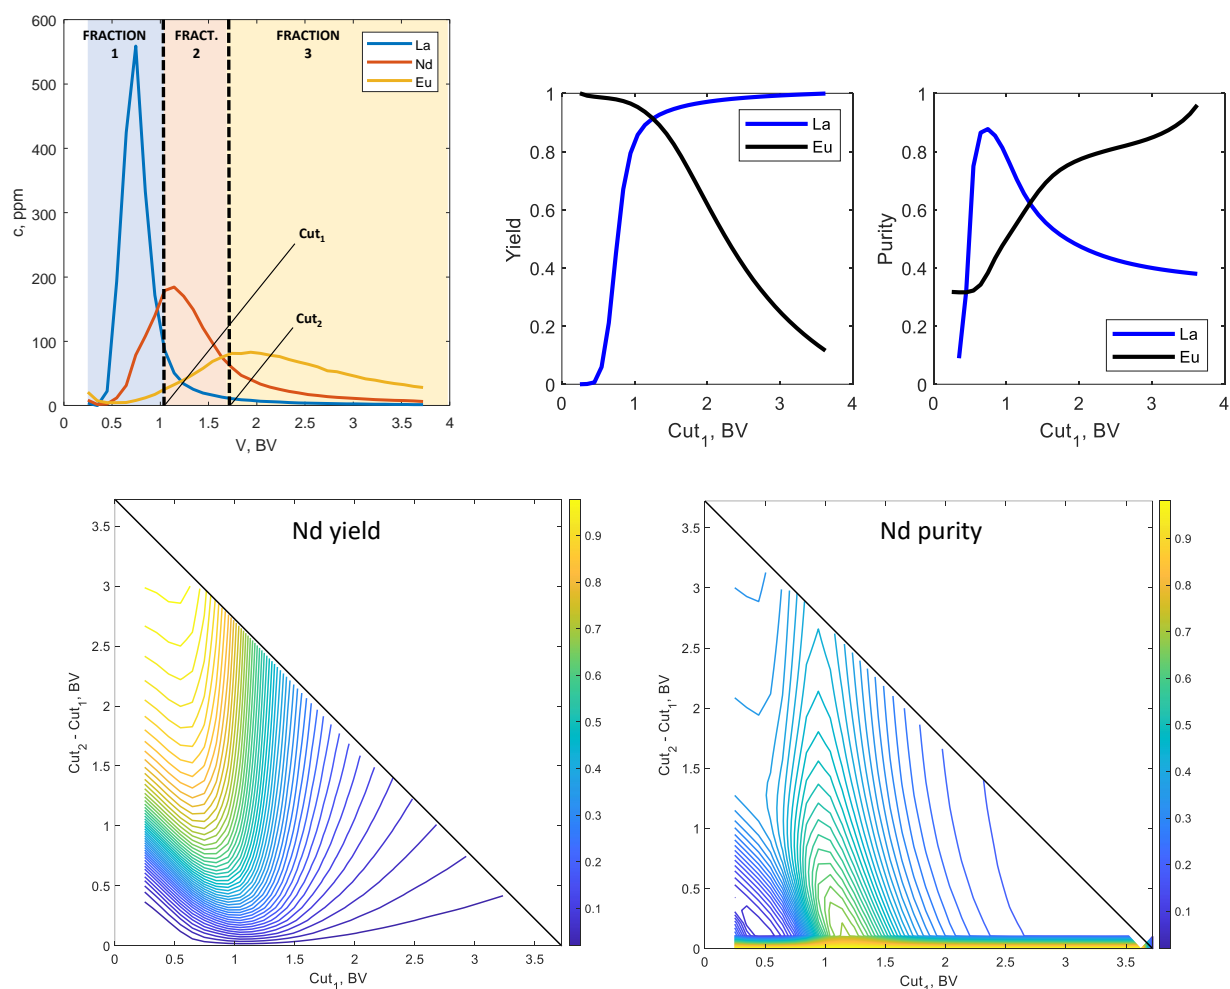 600
500
400
300
200
100
0
c, ppm
FRACTION
1
FRACT.
2
FRACTION
3
La
Nd
Eu
Cut1
Cut2
0 0.5 1 1.5 2 2.5 3 3.5 4
V, BV
1
0.8
0.6
0.4
0.2
0
Yield
La
Eu
0 1 2 3 4
Cut1, BV
1
0.8
0.6
0.4
0.2
0
Purity
La
Eu
0 1 2 3 4
Cut1, BV
Nd yield
3.5
3
2.5
2
1.5
1
0.5
0
Cut2 - Cut1, BV
0 0.5 1 1.5 2 2.5 3 3.5
Cut1, BV
0.9
0.8
0.7
0.6
0.5
0.4
0.3
0.2
0.1
Nd purity
3.5
3
2.5
2
1.5
1
0.5
0
Cut2 - Cut1, BV
0 0.5 1 1.5 2 2.5 3 3.5
Cut1, BV
0.9
0.8
0.7
0.6
0.5
0.4
0.3
0.2
0.1